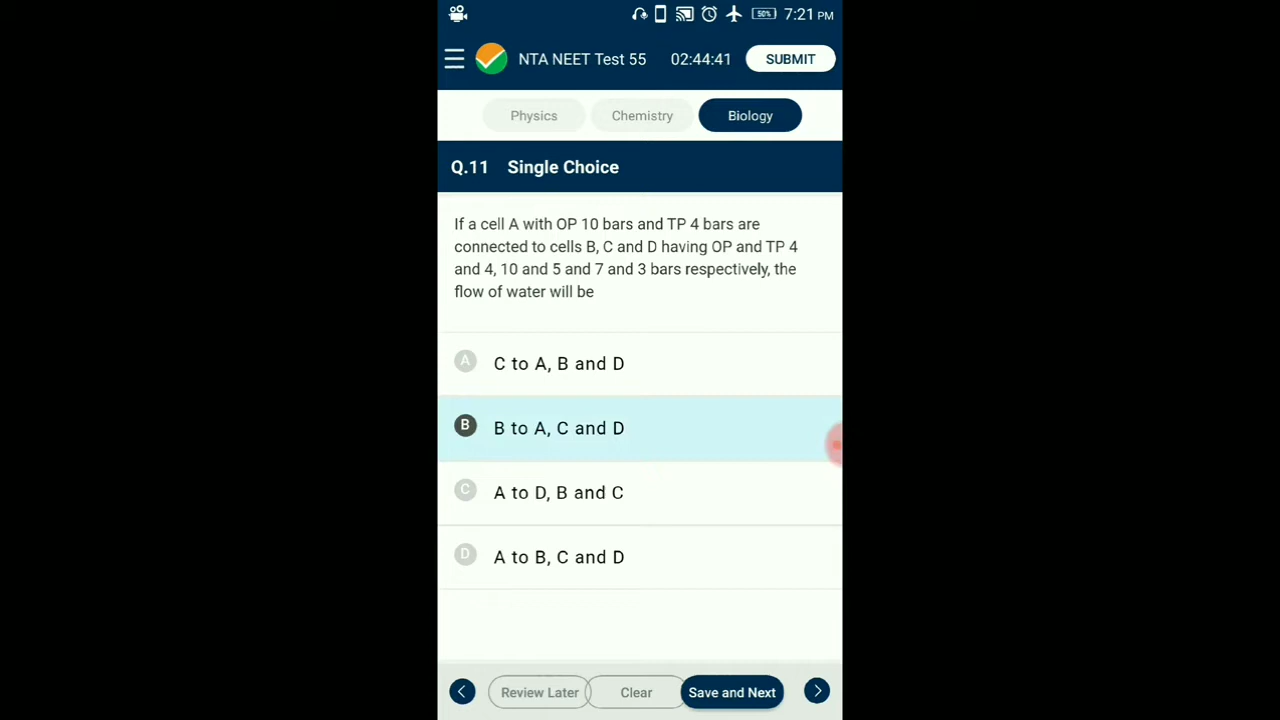 50% 7:21 PM
NTA NEET Test 55 02:44:41 SUBMIT
Physics Chemistry Biology
Q.11 Single Choice
If a cell A with OP 10 bars and TP 4 bars are
connected to cells B, C and D having OP and TP 4
and 4, 10 and 5 and 7 and 3 bars respectively, the
flow of water will be
A C to A, B and D
B B to A, C and D
C A to D, B and C
D A to B, C and D
Review Later Clear Save and Next